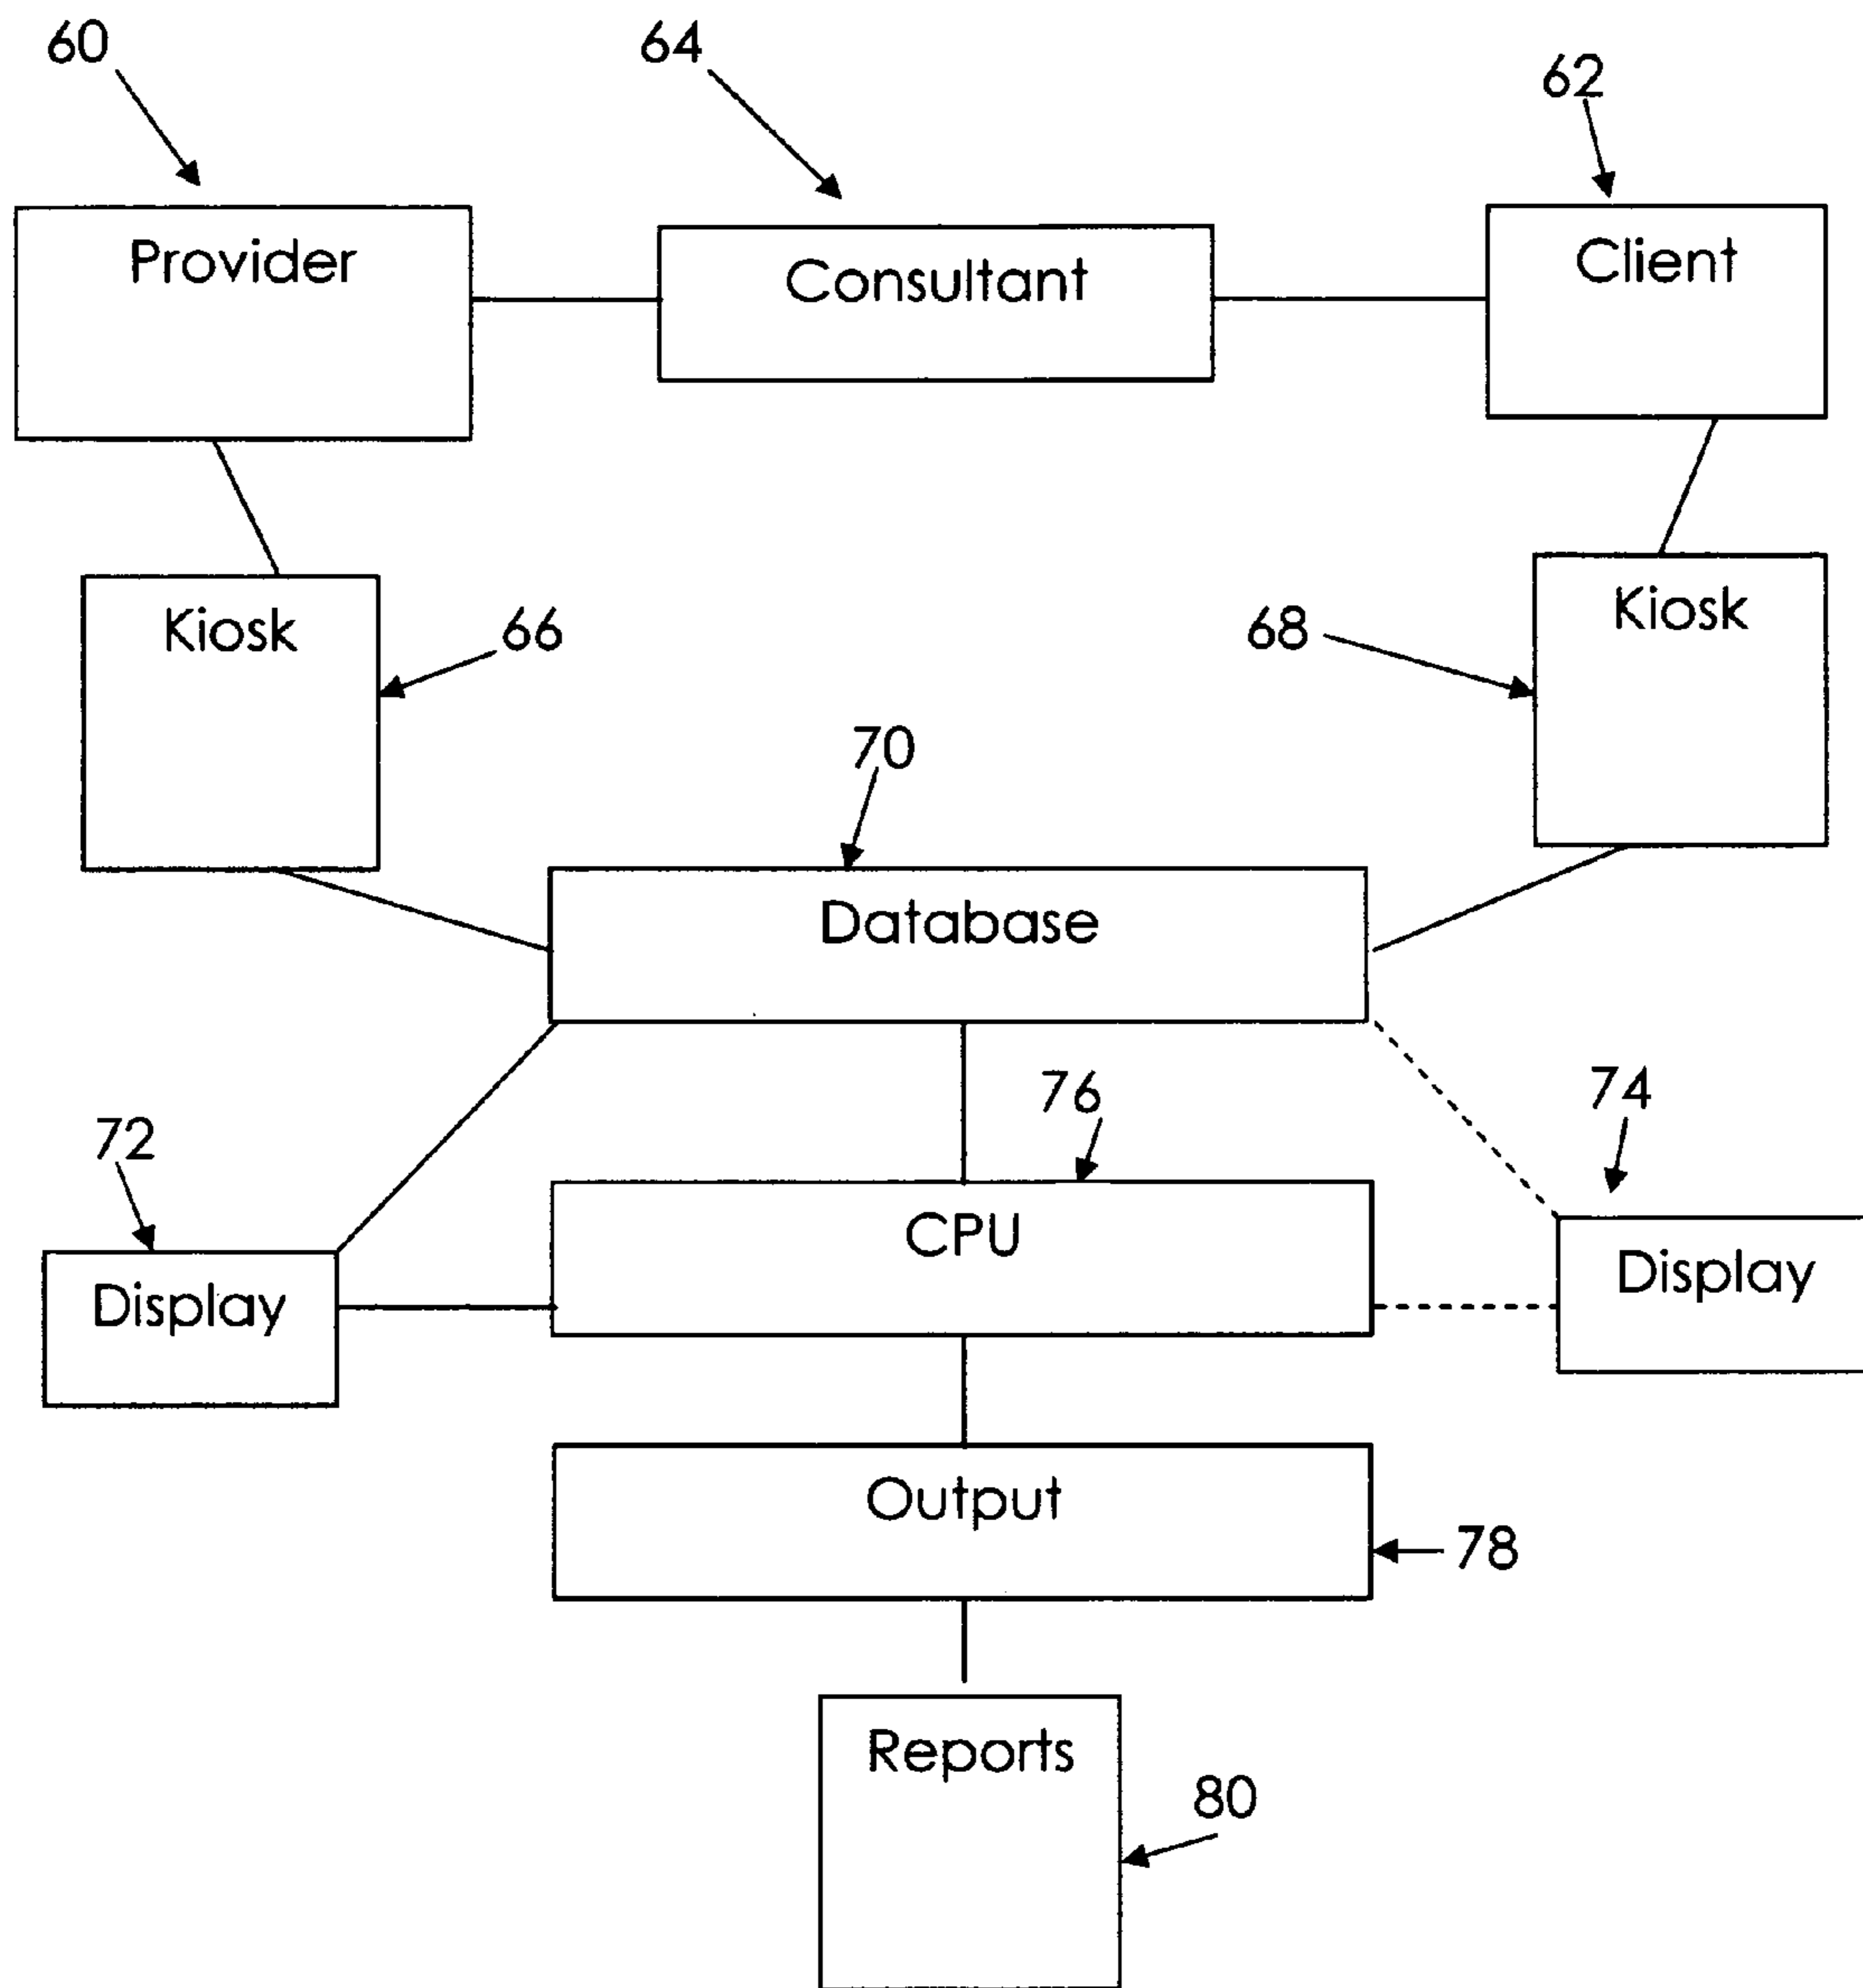 60
64
62
Provider
Consultant
Client
Kiosk
66
68
Kiosk
70
Database
76
74
72
CPU
Display
Display
Output
78
Reports
80